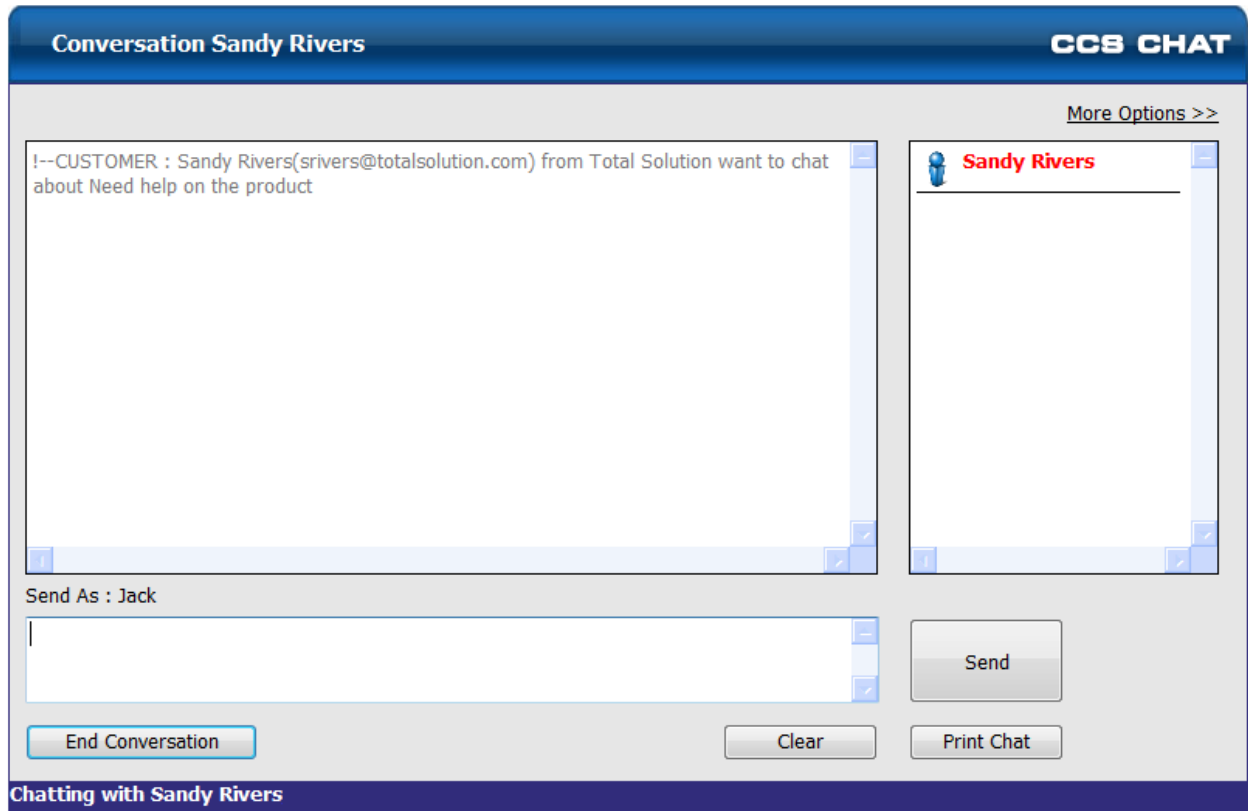 Conversation Sandy Rivers
CCS CHAT
More Options >>
!--CUSTOMER : Sandy Rivers(srivers@totalsolution.com) from Total Solution want to chat
about Need help on the product
Sandy Rivers
Send As : Jack
Send
End Conversation
Clear
Print Chat
Chatting with Sandy Rivers